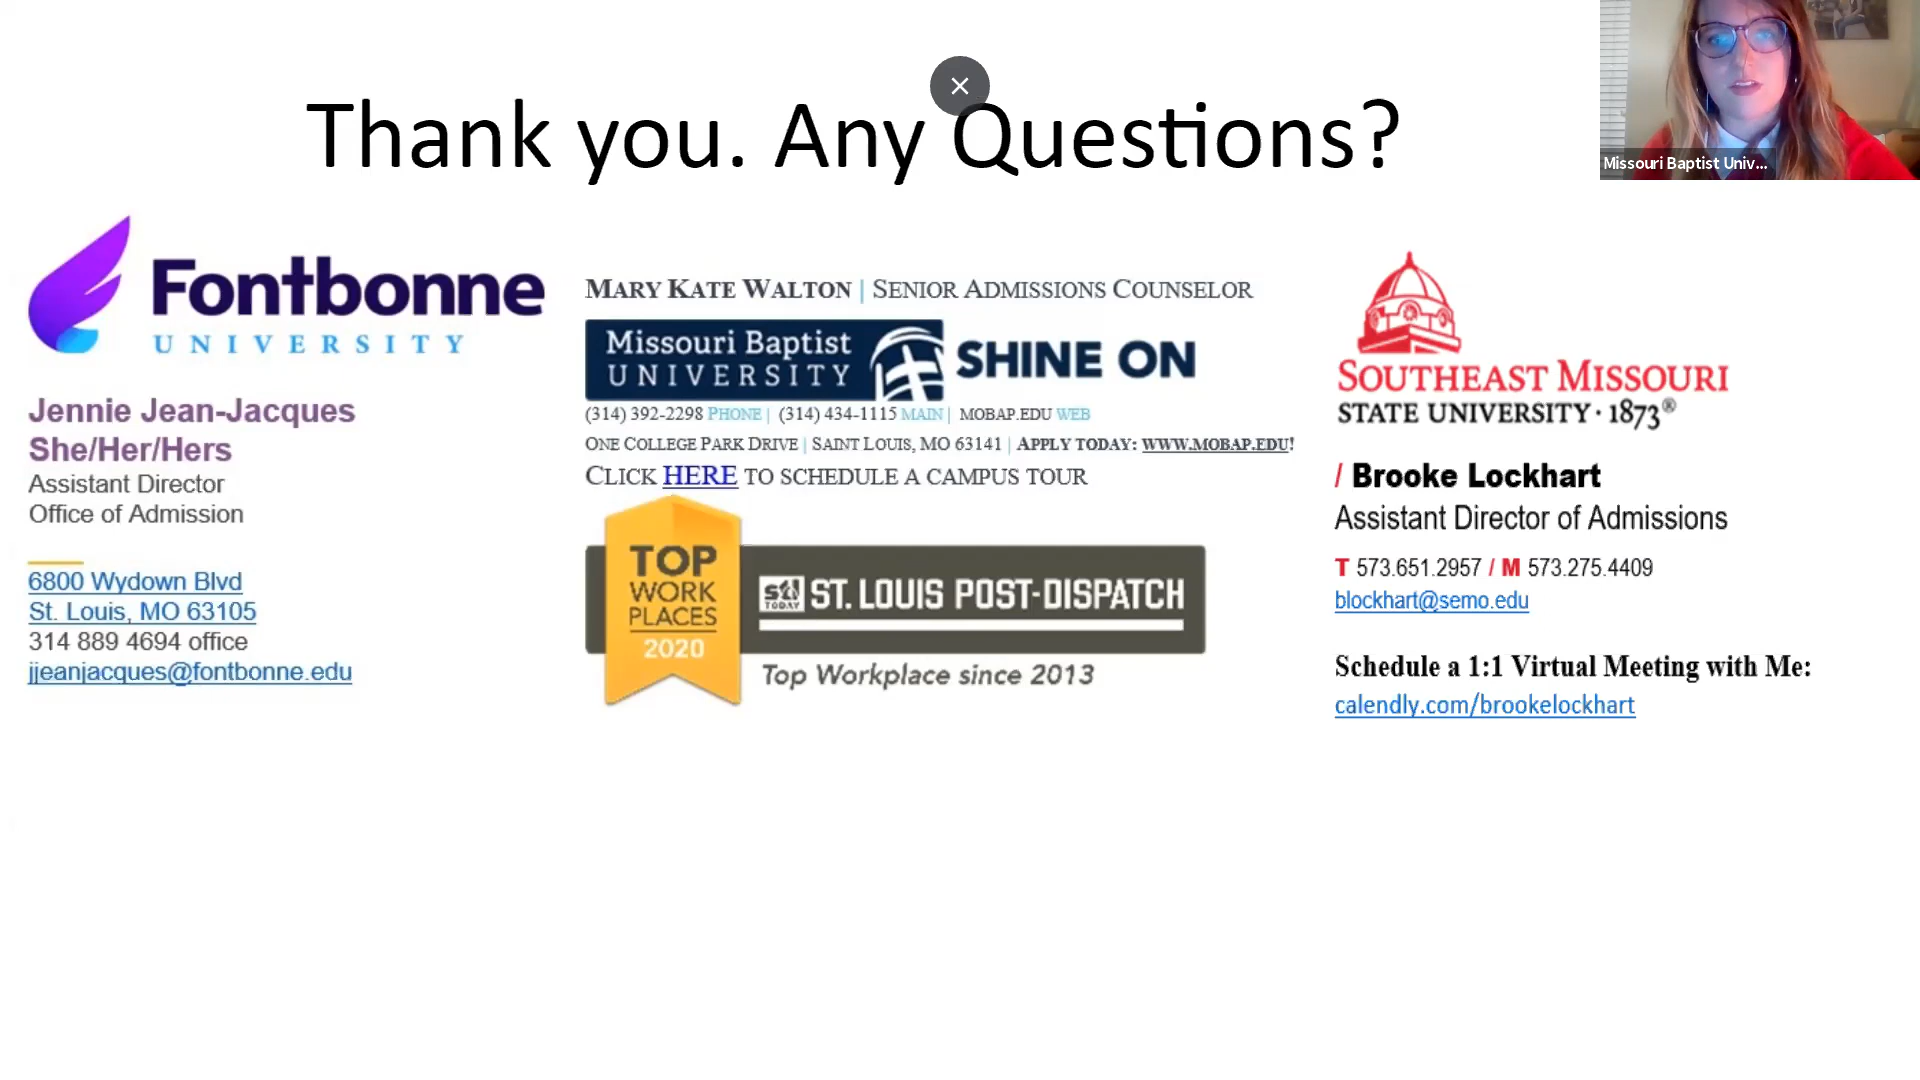 Thank you. Any Questions?
Missouri Baptist Univ...
Fontbonne
UNIVERSITY
Jennie Jean-Jacques
She/Her/Hers
Assistant Director
Office of Admission
6800 Wydown Blvd
St. Louis, MO 63105
314 889 4694 office
jjeanjacques@fontbonne.edu
MARY KATE WALTON | SENIOR ADMISSIONS COUNSELOR
Missouri Baptist
UNIVERSITY
SHINE ON
(314) 392-2298 PHONE | (314) 434-1115 MAIN | MOBAP.EDU WEB
ONE COLLEGE PARK DRIVE | SAINT LOUIS, MO 63141 | APPLY TODAY: WWW.MOBAP.EDU!
CLICK HERE TO SCHEDULE A CAMPUS TOUR
TOP
WORK
PLACES
2020
STL
TODAY
ST. LOUIS POST-DISPATCH
Top Workplace since 2013
SOUTHEAST MISSOURI
STATE UNIVERSITY · 1873®
/ Brooke Lockhart
Assistant Director of Admissions
T 573.651.2957 / M 573.275.4409
blockhart@semo.edu
Schedule a 1:1 Virtual Meeting with Me:
calendly.com/brookelockhart